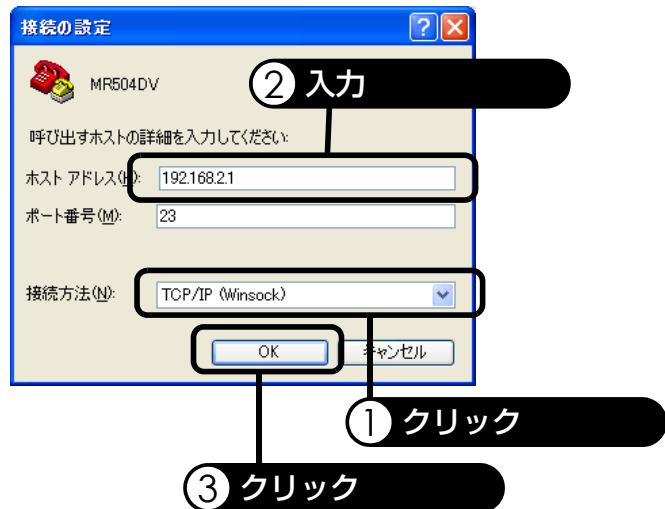 接続の設定
MR504DV
② 入力
呼び出すホストの詳細を入力してください:
ホスト アドレス(H): 192.168.2.1
ポート番号(M): 23
接続方法(N): TCP/IP (Winsock)
OK キャンセル
① クリック
③ クリック